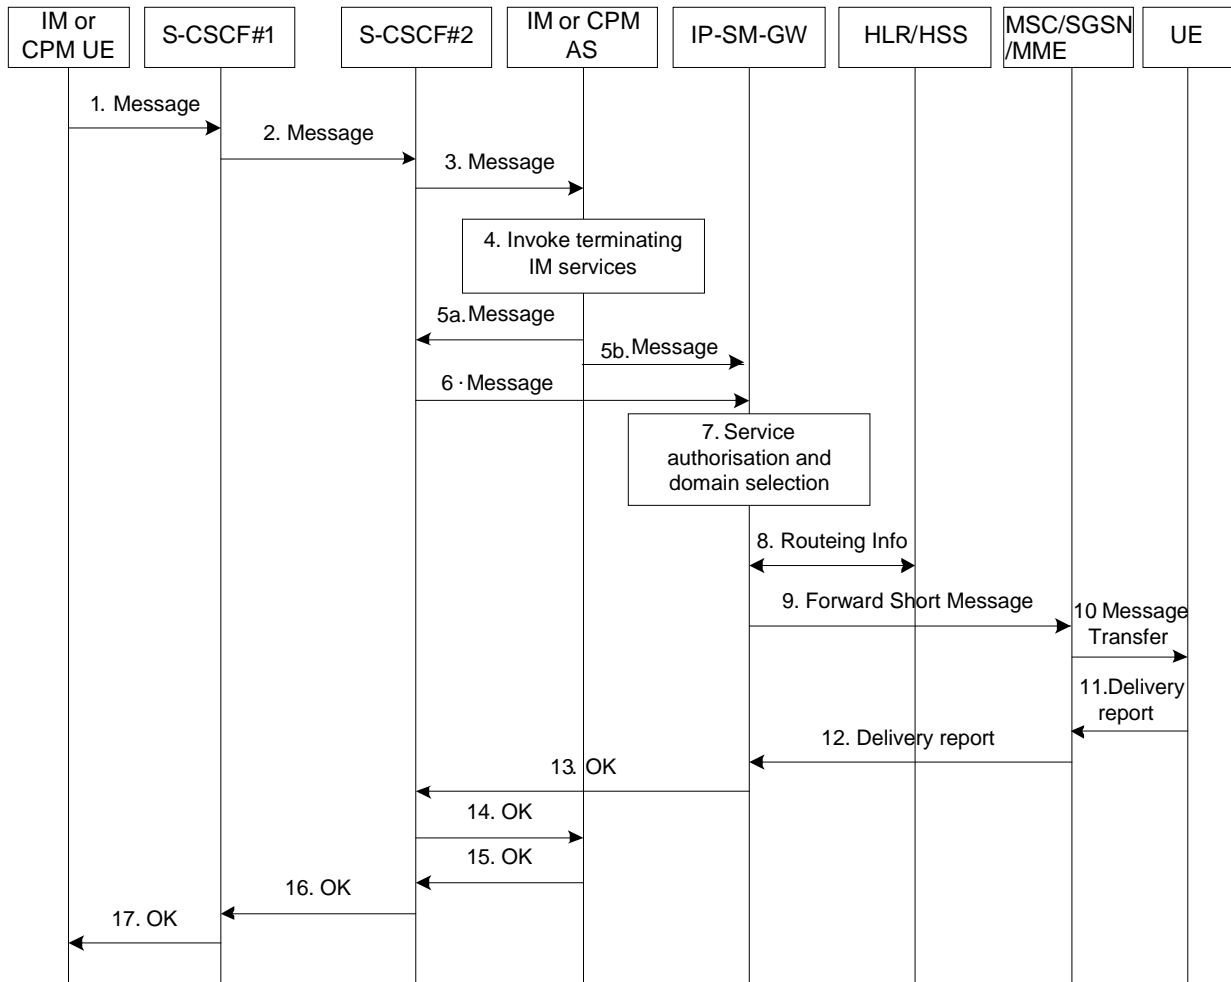 IM or
CPM UE
S-CSCF#1
S-CSCF#2
IM or CPM
AS
IP-SM-GW
HLR/HSS
MSC/SGSN
/MME
UE
1. Message
2. Message
3. Message
4. Invoke terminating
IM services
5a. Message
5b. Message
6 . Message
7. Service
authorisation and
domain selection
8. Routeing Info
9. Forward Short Message
10 Message
Transfer
11.Delivery
report
12. Delivery report
13. OK
14. OK
15. OK
16. OK
17. OK